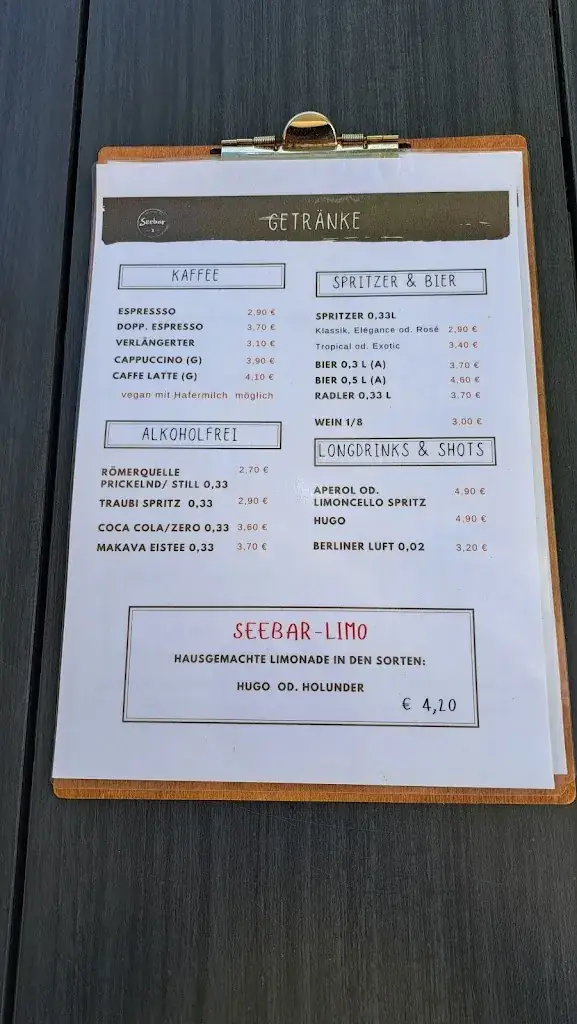 Seebar
GETRÄNKE
KAFFEE
ESPRESSSO 2,90 €
DOPP. ESPRESSO 3,70 €
VERLÄNGERTER 3,10 €
CAPPUCCINO (G) 3,90 €
CAFFE LATTE (G) 4,10 €
vegan mit Hafermilch möglich
ALKOHOLFREI
RÖMERQUELLE 2,70 €
PRICKELND/ STILL 0,33
TRAUBI SPRITZ 0,33 2,90 €
COCA COLA/ZERO 0,33 3,60 €
MAKAVA EISTEE 0,33 3,70 €
SPRITZER & BIER
SPRITZER 0,33L
Klassik, Elégance od. Rosé 2,90 €
Tropical od. Exotic 3,40 €
BIER 0,3 L (A) 3,70 €
BIER 0,5 L (A) 4,60 €
RADLER 0,33 L 3,70 €
WEIN 1/8 3,00 €
LONGDRINKS & SHOTS
APEROL OD. 4,90 €
LIMONCELLO SPRITZ
HUGO 4,90 €
BERLINER LUFT 0,02 3,20 €
SEEBAR-LIMO
HAUSGEMACHTE LIMONADE IN DEN SORTEN:
HUGO OD. HOLUNDER
€ 4,20